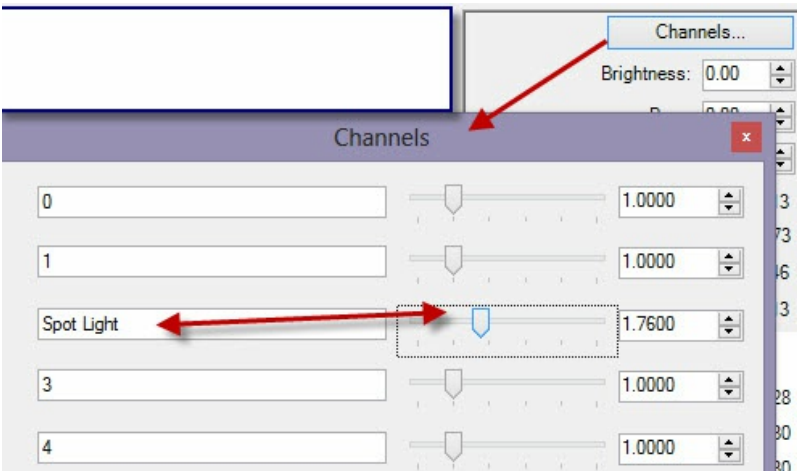 Channels...
Brightness: 0.00
Channels
x
0 1.0000
1 1.0000
Spot Light 1.7600
3 1.0000
4 1.0000